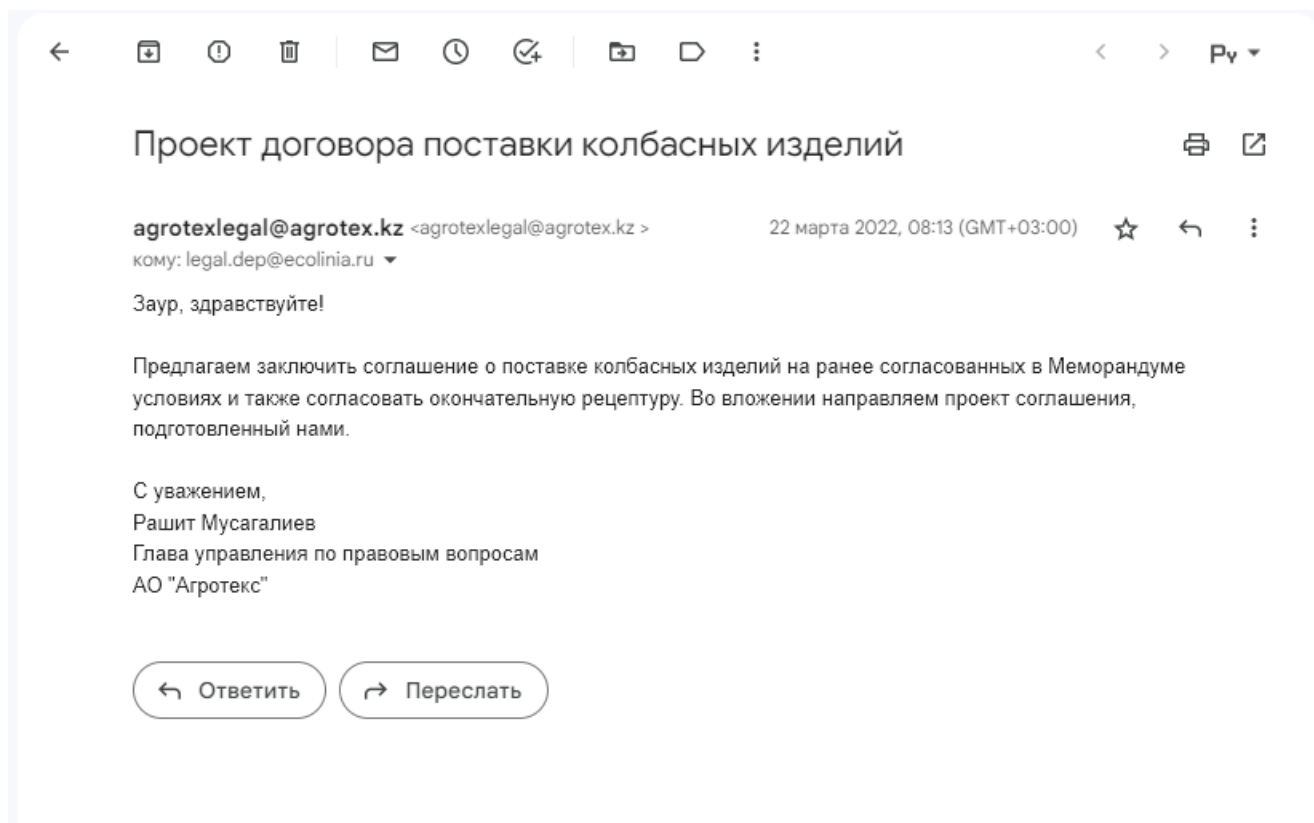 Ру
Проект договора поставки колбасных изделий
agrotexlegal@agrotex.kz <agrotexlegal@agrotex.kz > 22 марта 2022, 08:13 (GMT+03:00)
кому: legal.dep@ecolinia.ru
Заур, здравствуйте!
Предлагаем заключить соглашение о поставке колбасных изделий на ранее согласованных в Меморандуме
условиях и также согласовать окончательную рецептуру. Во вложении направляем проект соглашения,
подготовленный нами.
С уважением,
Рашит Мусагалиев
Глава управления по правовым вопросам
АО "Агротекс"
Ответить Переслать